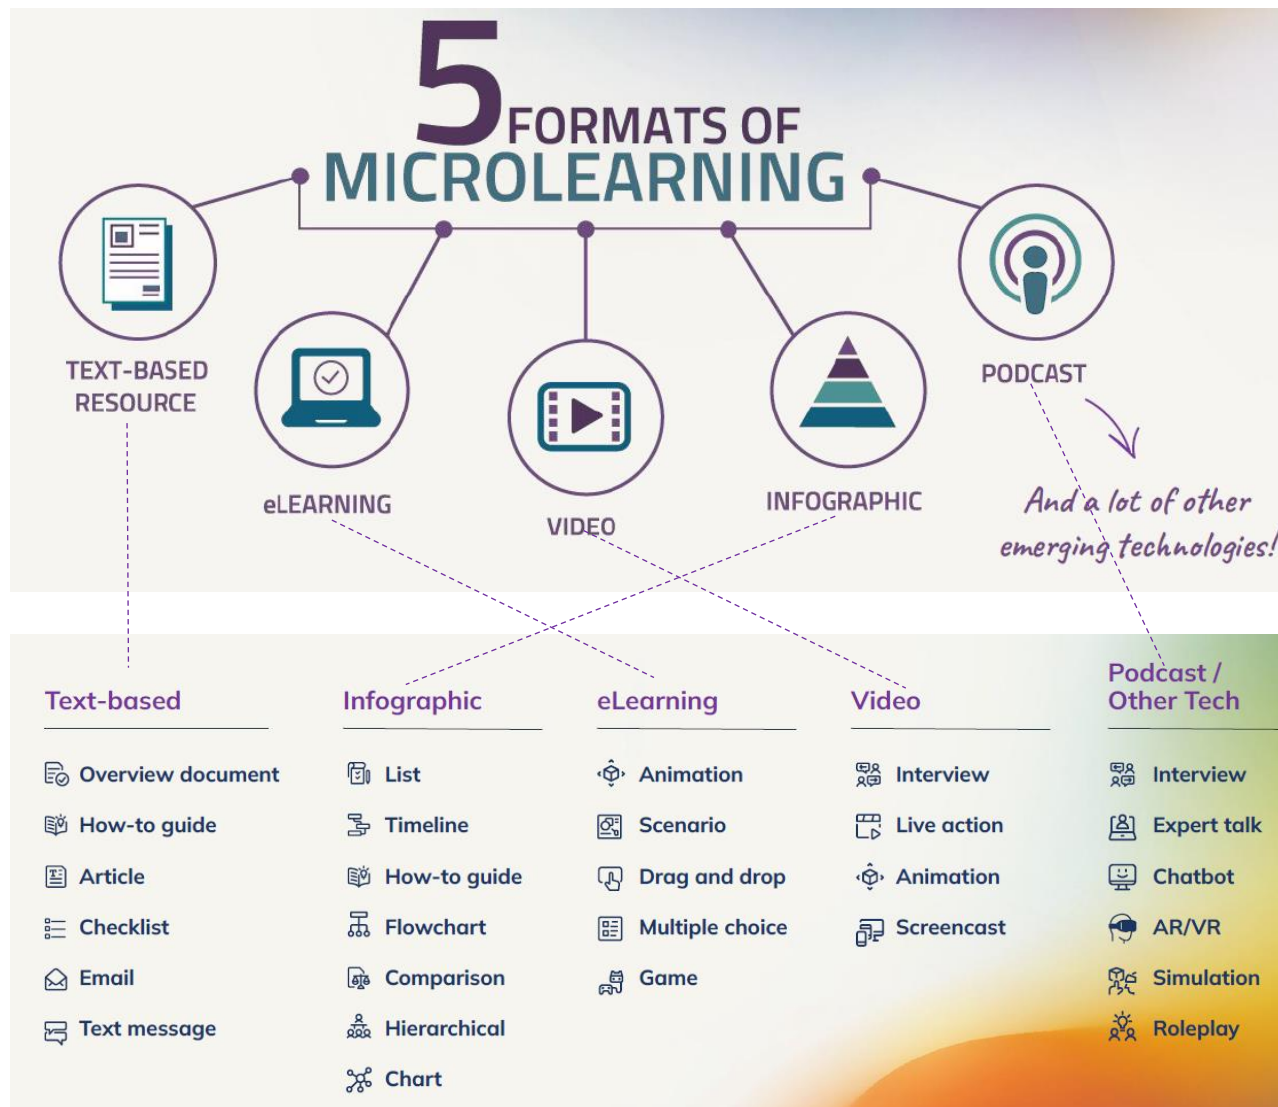 5 FORMATS OF
MICROLEARNING
TEXT-BASED
RESOURCE
eLEARNING
VIDEO
INFOGRAPHIC
PODCAST
And a lot of other
emerging technologies!
Text-based
Overview document
How-to guide
Article
Checklist
Email
Text message
Infographic
List
Timeline
How-to guide
Flowchart
Comparison
Hierarchical
Chart
eLearning
Animation
Scenario
Drag and drop
Multiple choice
Game
Video
Interview
Live action
Animation
Screencast
Podcast /
Other Tech
Interview
Expert talk
Chatbot
AR/VR
Simulation
Roleplay